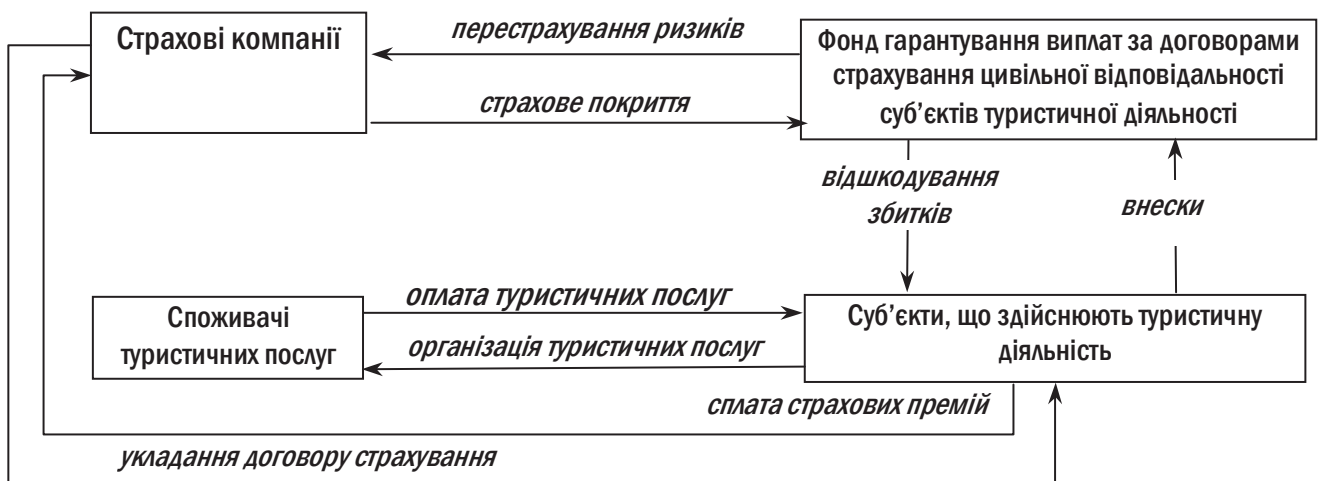 Страхові компанії
перестрахування ризиків
страхове покриття
Фонд гарантування виплат за договорами
страхування цивільної відповідальності
суб’єктів туристичної діяльності
відшкодування
збитків
внески
Споживачі
туристичних послуг
оплата туристичних послуг
організація туристичних послуг
Суб’єкти, що здійснюють туристичну
діяльність
сплата страхових премій
укладання договору страхування